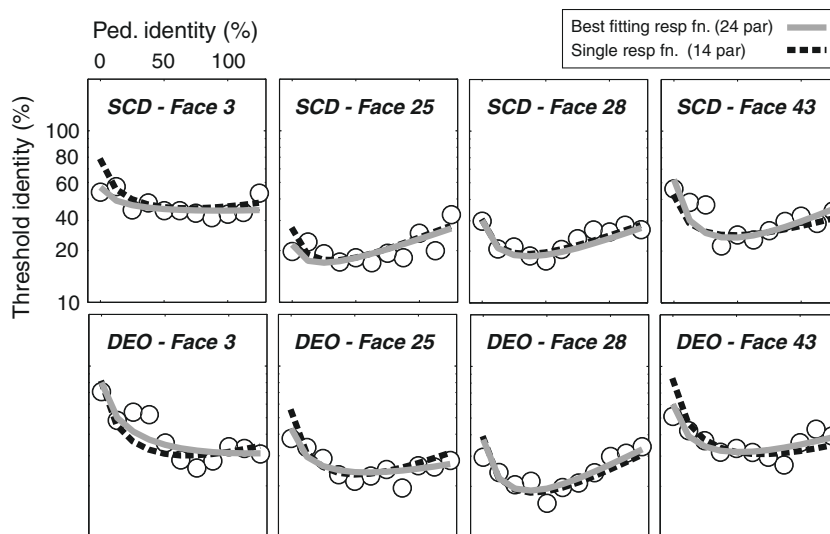 Ped. identity (%)
0 50 100
Best fitting resp fn. (24 par)
Single resp fn. (14 par)
Threshold identity (%)
100
80
60
40
20
10
SCD - Face 3
SCD - Face 25
SCD - Face 28
SCD - Face 43
DEO - Face 3
DEO - Face 25
DEO - Face 28
DEO - Face 43